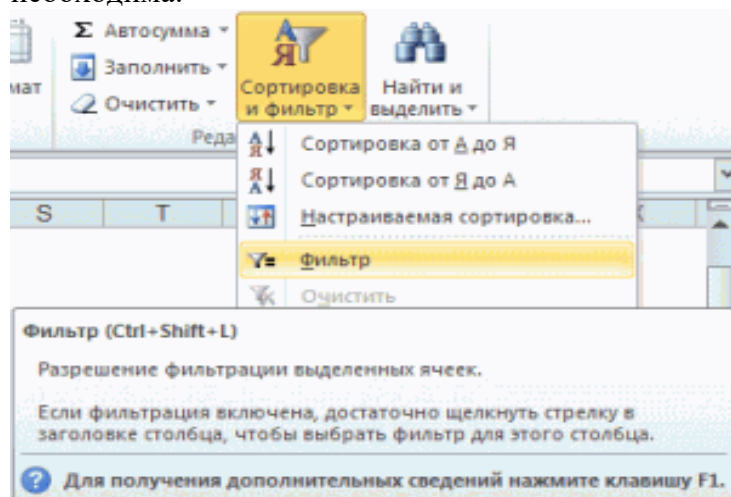 необходима.
Σ Автосумма
Заполнить
мат
Очистить
Сортировка
и фильтр
Найти и
выделить
Реда
Сортировка от А до Я
Сортировка от Я до А
S T
Настраиваемая сортировка...
Фильтр
Очистить
Фильтр (Ctrl+Shift+L)
Разрешение фильтрации выделенных ячеек.
Если фильтрация включена, достаточно щелкнуть стрелку в
заголовке столбца, чтобы выбрать фильтр для этого столбца.
Для получения дополнительных сведений нажмите клавишу F1.